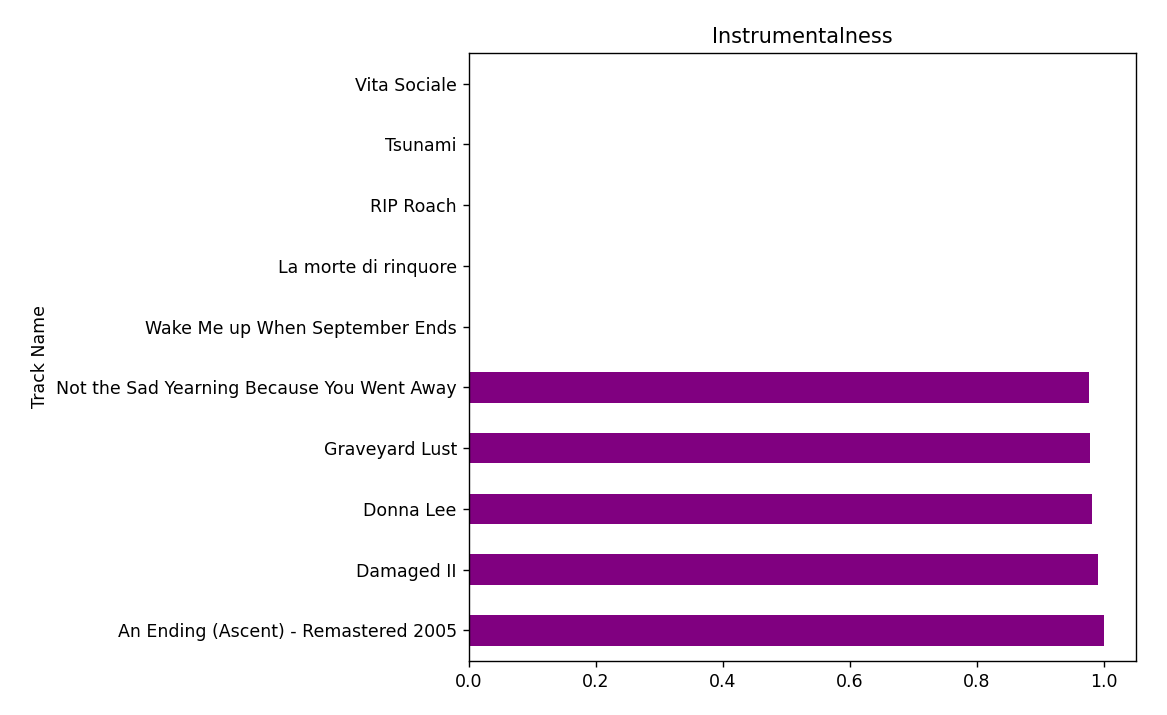 Instrumentalness
Vita Sociale
Tsunami
RIP Roach
La morte di rinquore
Wake Me up When September Ends
Track Name
Not the Sad Yearning Because You Went Away
Graveyard Lust
Donna Lee
Damaged II
An Ending (Ascent) - Remastered 2005
0.0 0.2 0.4 0.6 0.8 1.0